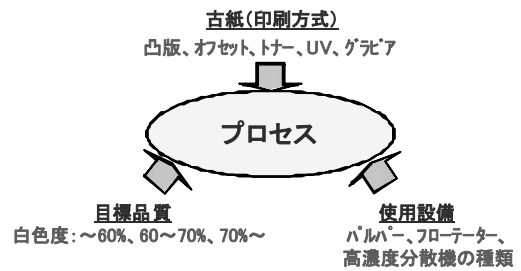 古紙(印刷方式)
凸版、ｵﾌｾｯﾄ、ﾄﾅｰ、UV、ｸﾞﾗﾋﾞｱ
プロセス
目標品質
白色度：～60%、60～70%、70%～
使用設備
ﾊﾟﾙﾊﾟｰ、フローテーター、
高濃度分散機の種類